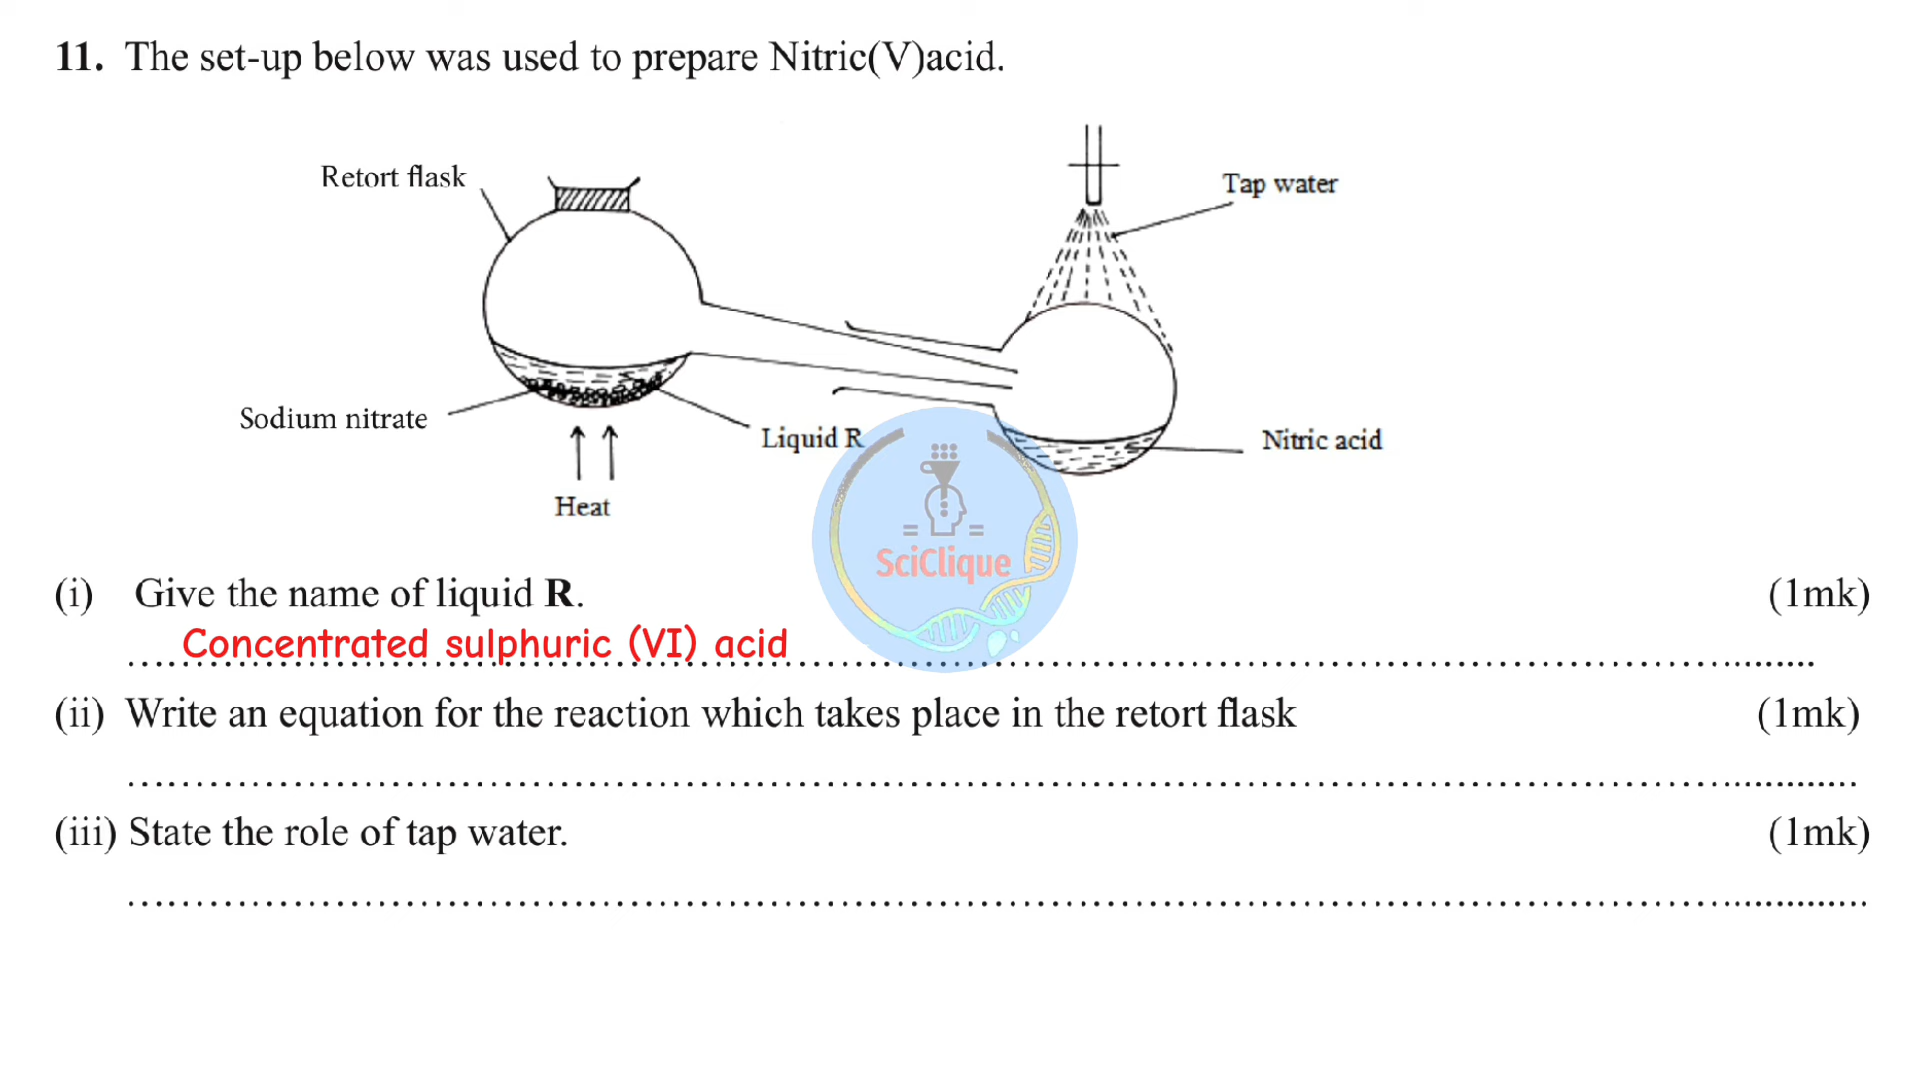 11. The set-up below was used to prepare Nitric(V)acid.
Retort flask
Tap water
Sodium nitrate
Liquid R
Nitric acid
Heat
SciClique
(i) Give the name of liquid R. (1mk)
Concentrated sulphuric (VI) acid
(ii) Write an equation for the reaction which takes place in the retort flask (1mk)
(iii) State the role of tap water. (1mk)